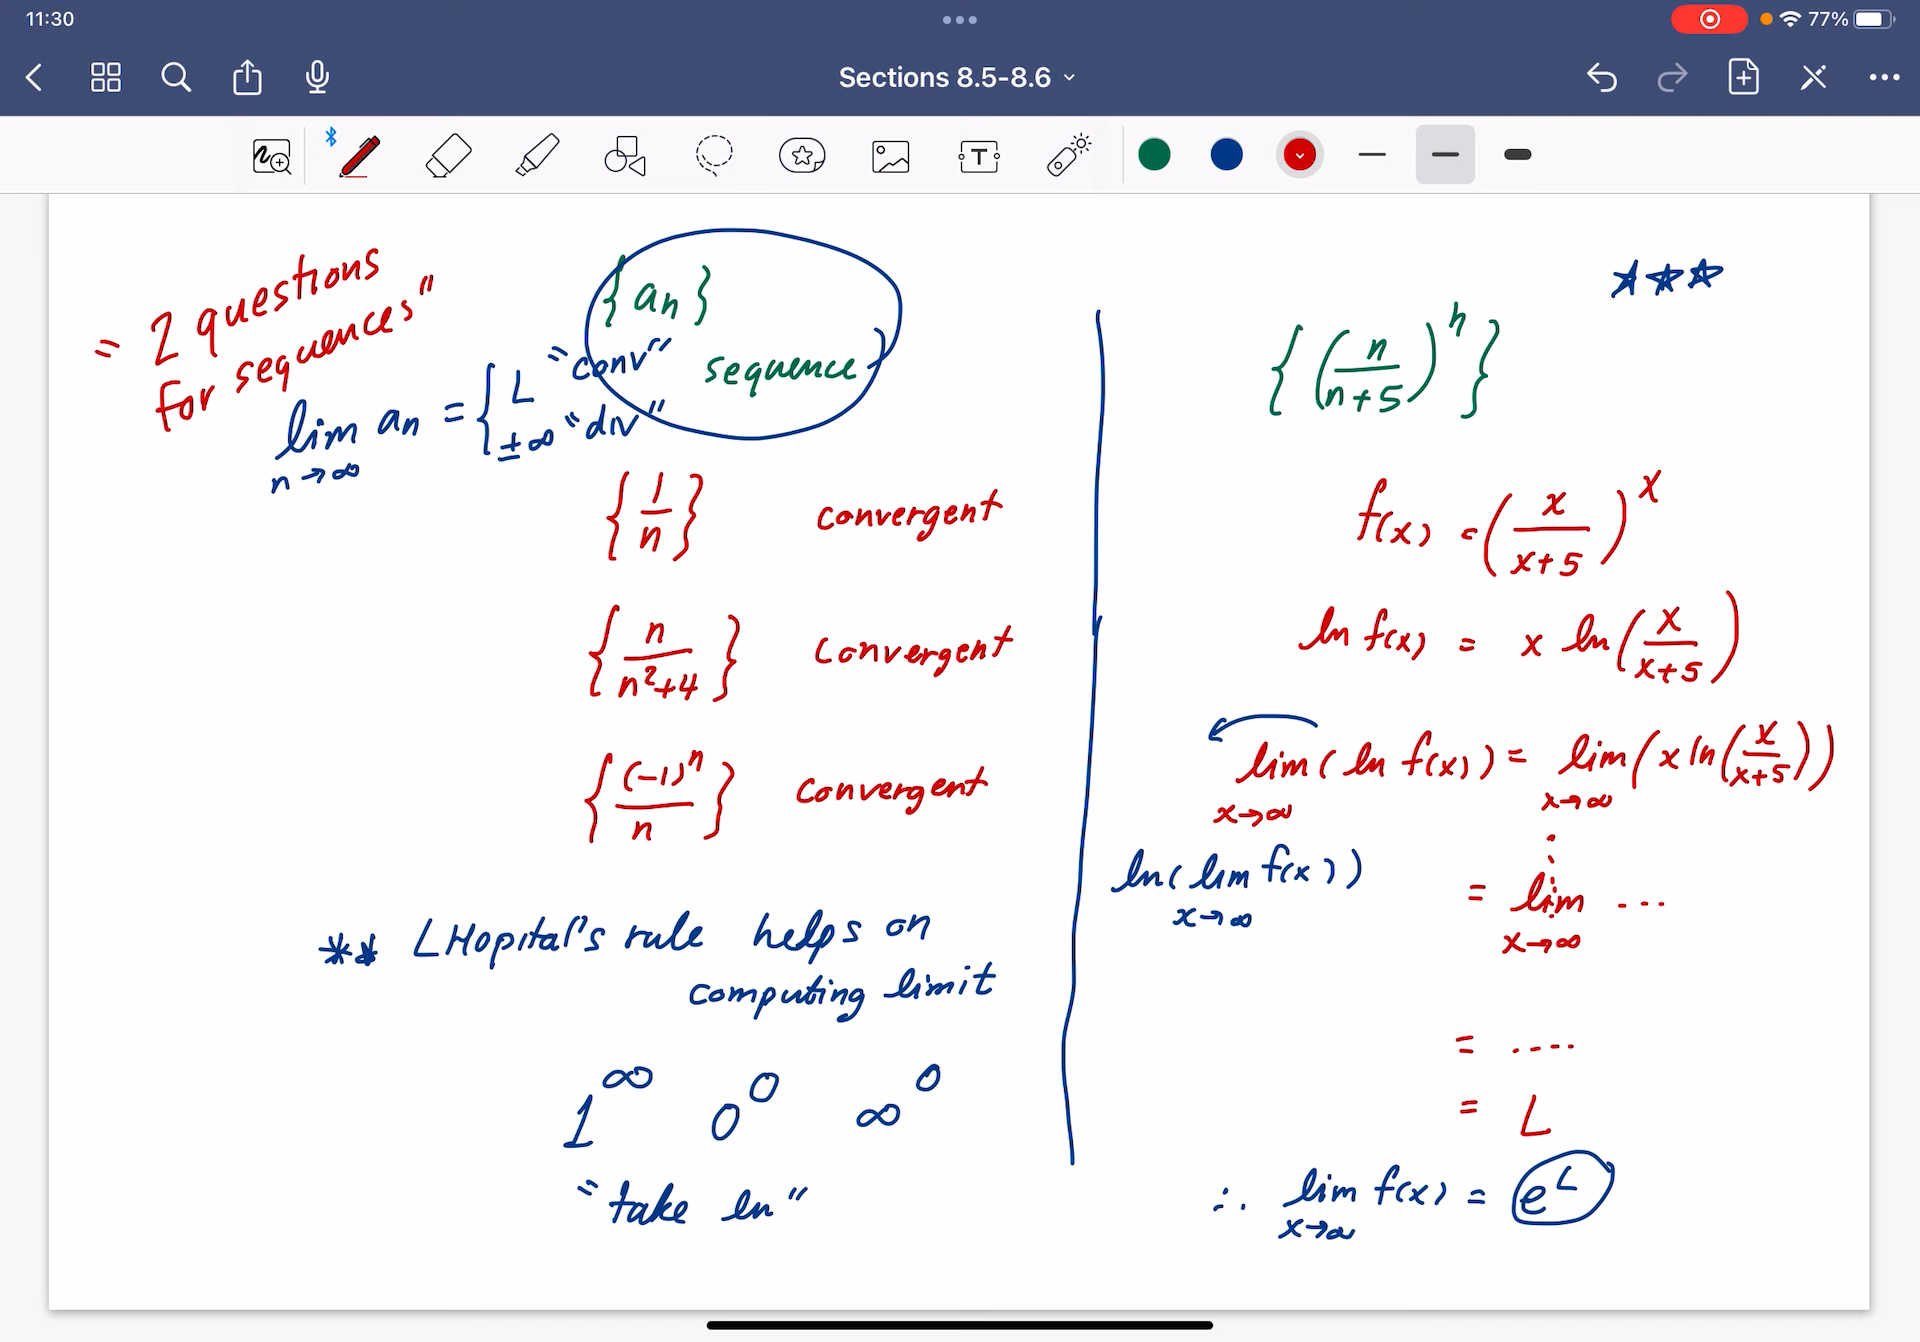 11:30
77%
Sections 8.5-8.6
"2 questions
for sequences"
{an}
sequence
lim an = { L "conv"
± ∞ "div"
n→∞
{1/n} convergent
{n/(n²+4)} Convergent
{(-1)ⁿ/n} Convergent
** LHopital's rule helps on
computing limit
1^∞ 0^0 ∞^0
"take ln"
★★★
{(n/(n+5))ⁿ}
f(x) = (x/(x+5))^x
ln f(x) = x ln(x/(x+5))
lim(ln f(x)) = lim(x ln(x/(x+5)))
x→∞ x→∞
ln(lim f(x)) = lim ...
x→∞ x→∞
= ....
= L
∴ lim f(x) = e^L
x→∞